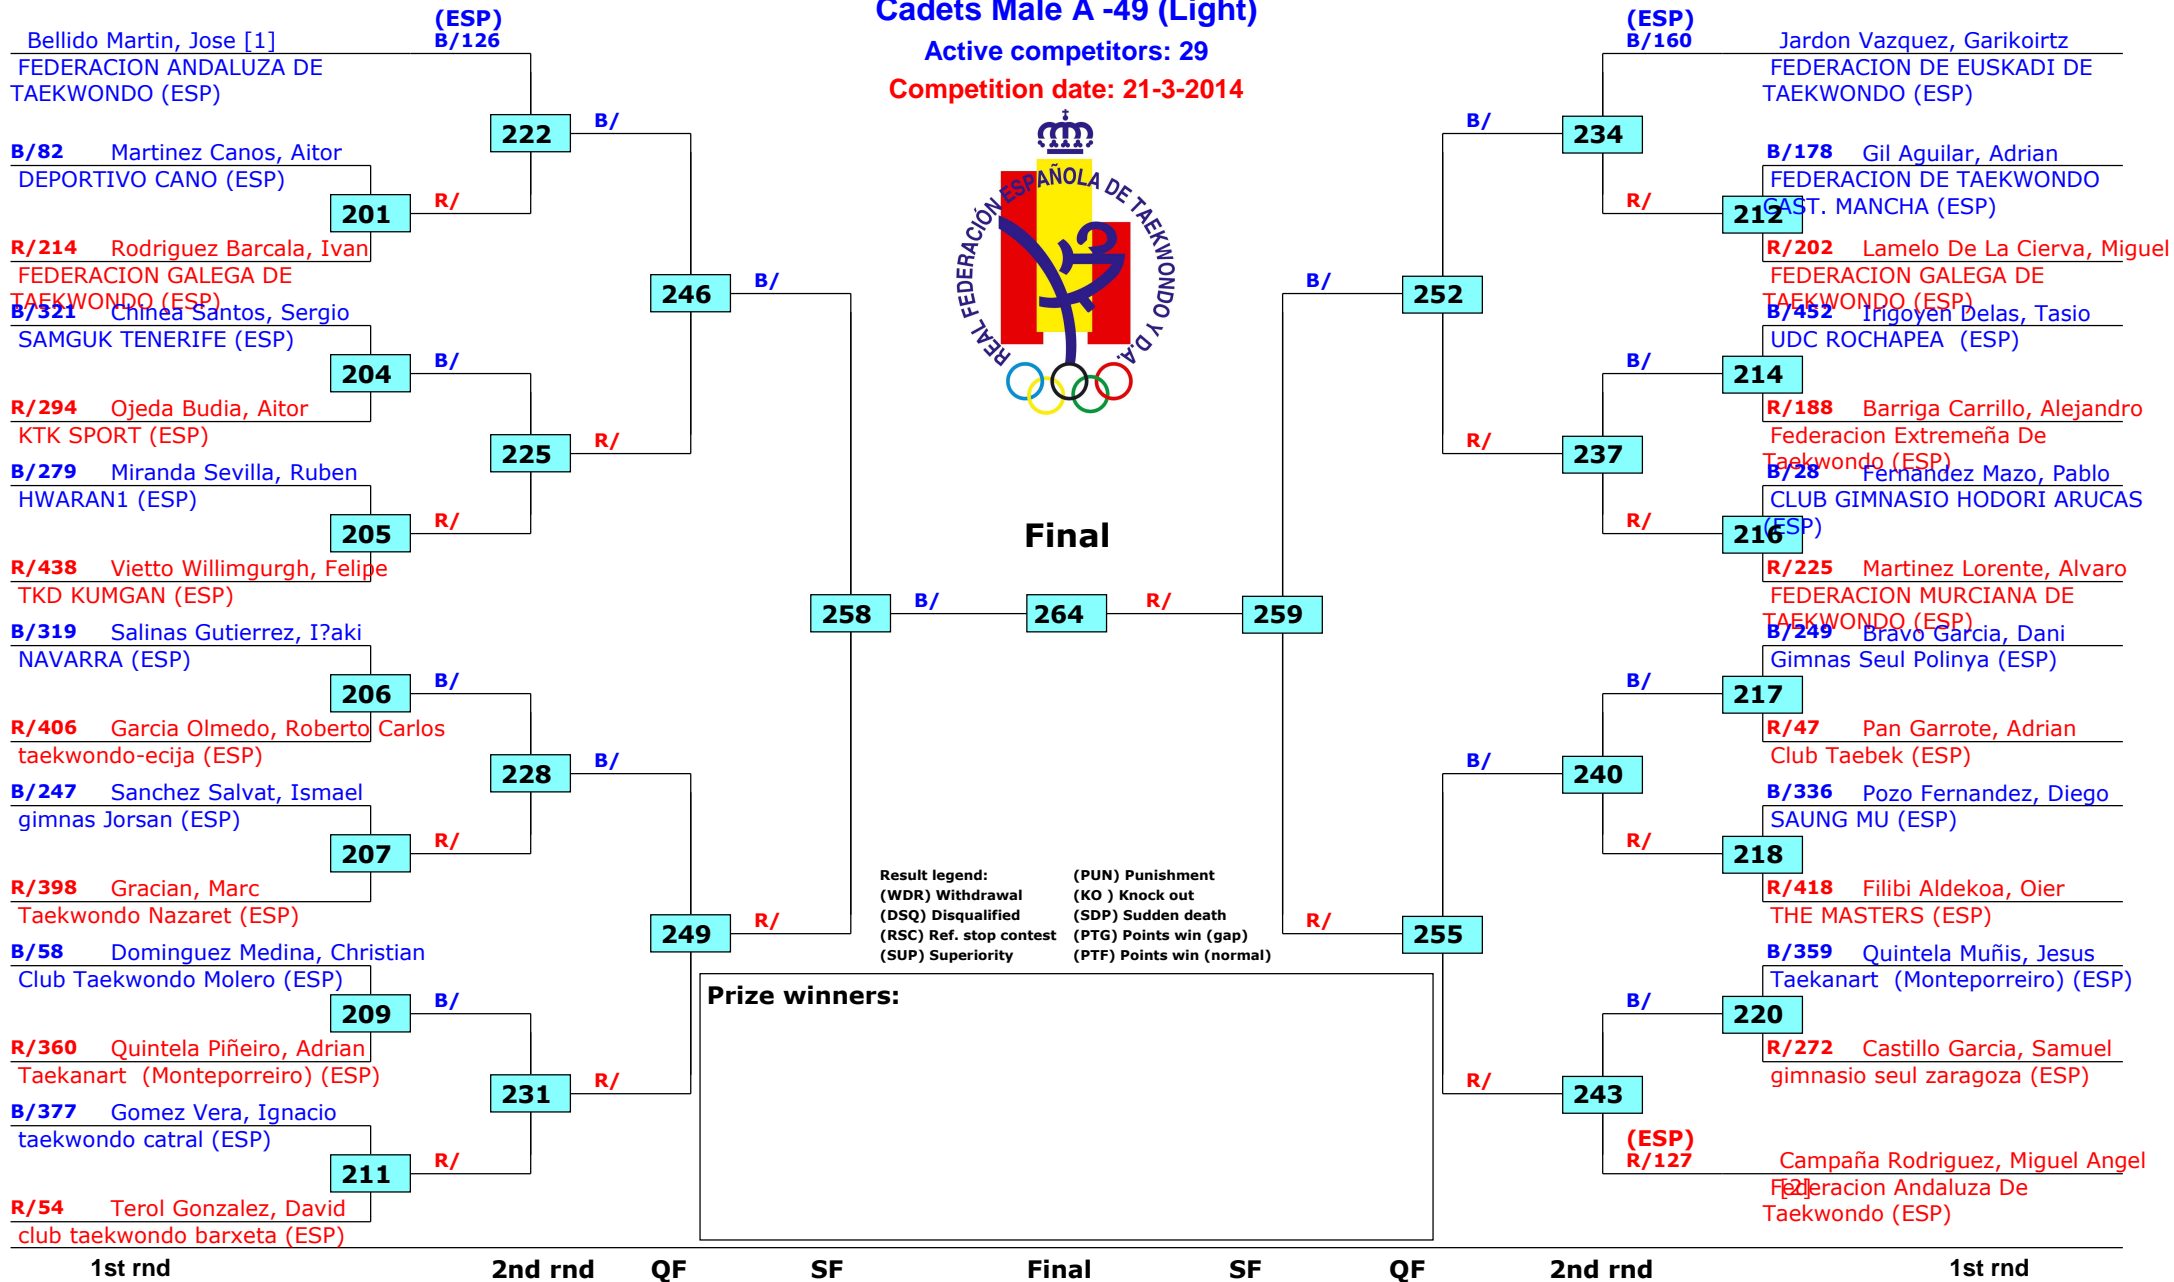 Cadets Male A -49 (Light)
Active competitors: 29
Competition date: 21-3-2014
REAL FEDERACIÓN ESPAÑOLA DE TAEKWONDO Y D.A.
(ESP)
Bellido Martin, Jose [1] B/126
FEDERACION ANDALUZA DE
TAEKWONDO (ESP)
222
B/
B/82 Martinez Canos, Aitor
DEPORTIVO CANO (ESP)
201
R/
R/214 Rodriguez Barcala, Ivan
FEDERACION GALEGA DE
TAEKWONDO (ESP)
246
B/
B/321 Chinea Santos, Sergio
SAMGUK TENERIFE (ESP)
204
B/
R/294 Ojeda Budia, Aitor
KTK SPORT (ESP)
225
R/
B/279 Miranda Sevilla, Ruben
HWARAN1 (ESP)
205
R/
R/438 Vietto Willimgurgh, Felipe
TKD KUMGAN (ESP)
258
B/
B/319 Salinas Gutierrez, I?aki
NAVARRA (ESP)
206
B/
R/406 Garcia Olmedo, Roberto Carlos
taekwondo-ecija (ESP)
228
B/
B/247 Sanchez Salvat, Ismael
gimnas Jorsan (ESP)
207
R/
R/398 Gracian, Marc
Taekwondo Nazaret (ESP)
249
R/
B/58 Dominguez Medina, Christian
Club Taekwondo Molero (ESP)
209
B/
R/360 Quintela Piñeiro, Adrian
Taekanart (Monteporreiro) (ESP)
231
R/
B/377 Gomez Vera, Ignacio
taekwondo catral (ESP)
211
R/
R/54 Terol Gonzalez, David
club taekwondo barxeta (ESP)
Final
264
R/
259
(ESP)
B/160 Jardon Vazquez, Garikoirtz
FEDERACION DE EUSKADI DE
TAEKWONDO (ESP)
B/
234
B/178 Gil Aguilar, Adrian
FEDERACION DE TAEKWONDO
CAST. MANCHA (ESP)
R/
212
R/202 Lamelo De La Cierva, Miguel
FEDERACION GALEGA DE
TAEKWONDO (ESP)
B/
252
B/452 Irigoyen Delas, Tasio
UDC ROCHAPEA (ESP)
B/
214
R/188 Barriga Carrillo, Alejandro
Federacion Extremeña De
Taekwondo (ESP)
R/
237
B/28 Fernandez Mazo, Pablo
CLUB GIMNASIO HODORI ARUCAS
(ESP)
R/
216
R/225 Martinez Lorente, Alvaro
FEDERACION MURCIANA DE
TAEKWONDO (ESP)
B/249 Bravo Garcia, Dani
Gimnas Seul Polinya (ESP)
B/
217
R/47 Pan Garrote, Adrian
Club Taebek (ESP)
B/
240
B/336 Pozo Fernandez, Diego
SAUNG MU (ESP)
R/
218
R/418 Filibi Aldekoa, Oier
THE MASTERS (ESP)
R/
255
B/359 Quintela Muñis, Jesus
Taekanart (Monteporreiro) (ESP)
B/
220
R/272 Castillo Garcia, Samuel
gimnasio seul zaragoza (ESP)
R/
243
(ESP)
R/127 Campaña Rodriguez, Miguel Angel
[2]
Federacion Andaluza De
Taekwondo (ESP)
Result legend: (PUN) Punishment
(WDR) Withdrawal (KO ) Knock out
(DSQ) Disqualified (SDP) Sudden death
(RSC) Ref. stop contest (PTG) Points win (gap)
(SUP) Superiority (PTF) Points win (normal)
Prize winners:
1st rnd 2nd rnd QF SF Final SF QF 2nd rnd 1st rnd